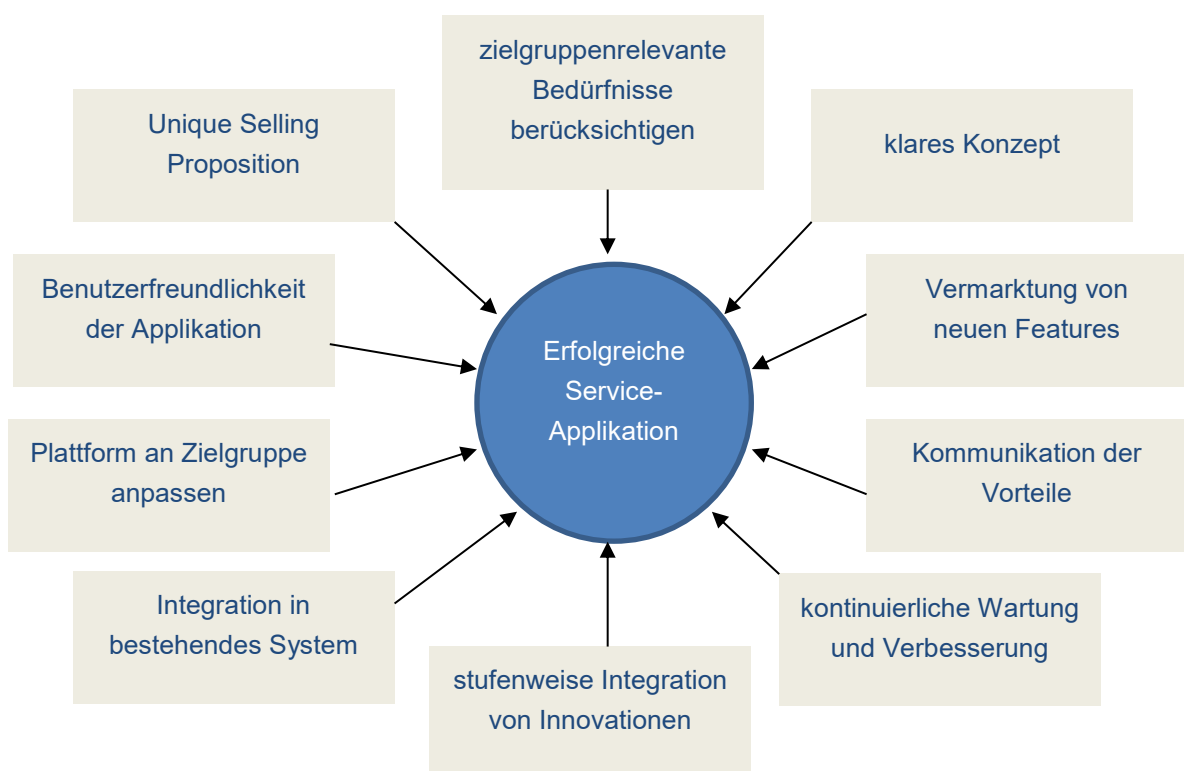 zielgruppenrelevante
Bedürfnisse
berücksichtigen
Unique Selling
Proposition
klares Konzept
Benutzerfreundlichkeit
der Applikation
Vermarktung von
neuen Features
Erfolgreiche
Service-
Applikation
Plattform an Zielgruppe
anpassen
Kommunikation der
Vorteile
Integration in
bestehendes System
kontinuierliche Wartung
und Verbesserung
stufenweise Integration
von Innovationen